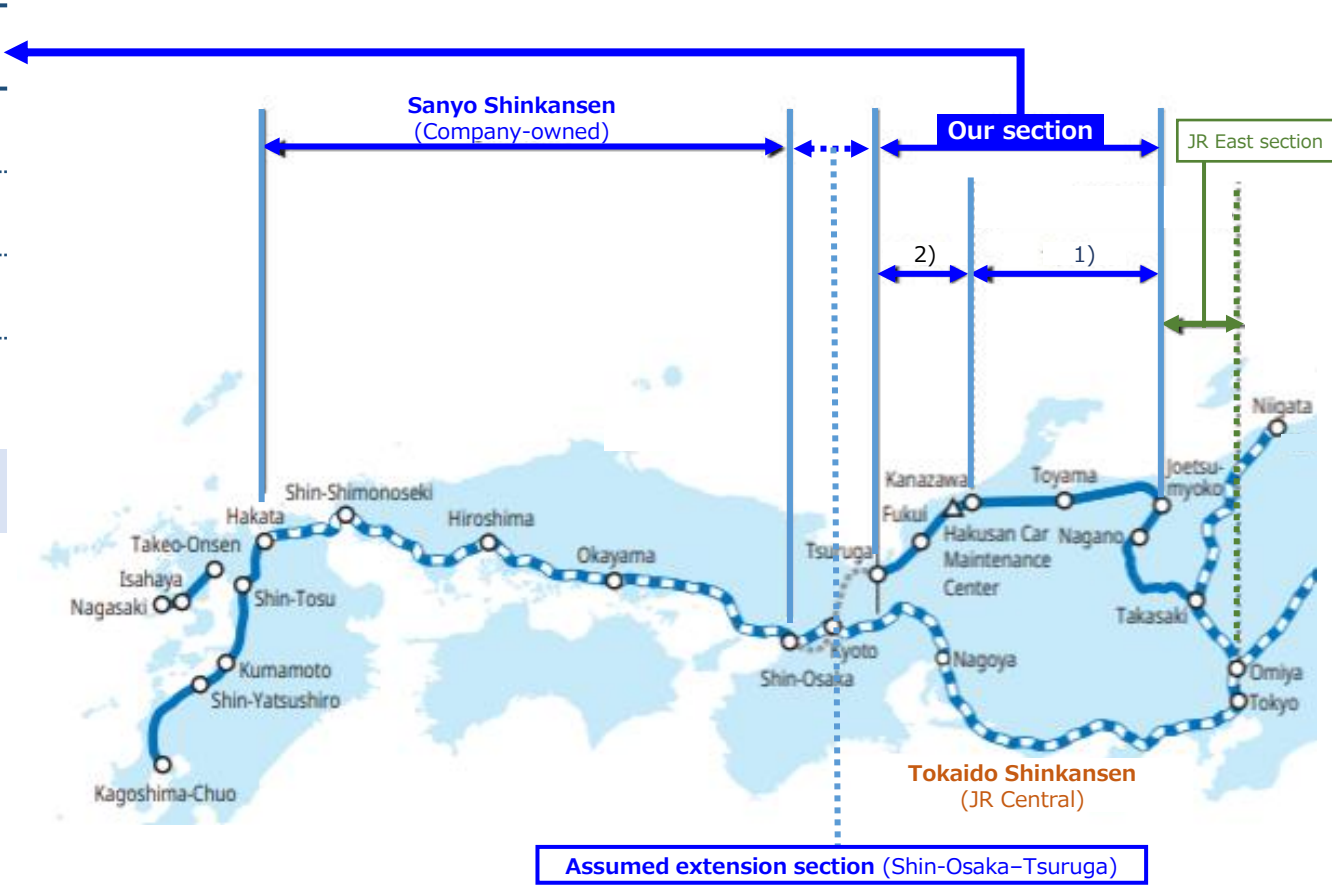 Sanyo Shinkansen
(Company-owned)
Our section
JR East section
2)
1)
Niigata
Joetsu-
myoko
Kanazawa
Toyama
Shin-Shimonoseki
Hakata
Hiroshima
Fukui
Hakusan Car
Maintenance
Center
Nagano
Takeo-Onsen
Okayama
Tsuruga
Isahaya
Nagasaki
Shin-Tosu
Takasaki
Kyoto
Nagoya
Kumamoto
Shin-Osaka
Omiya
Shin-Yatsushiro
Tokyo
Kagoshima-Chuo
Tokaido Shinkansen
(JR Central)
Assumed extension section (Shin-Osaka–Tsuruga)